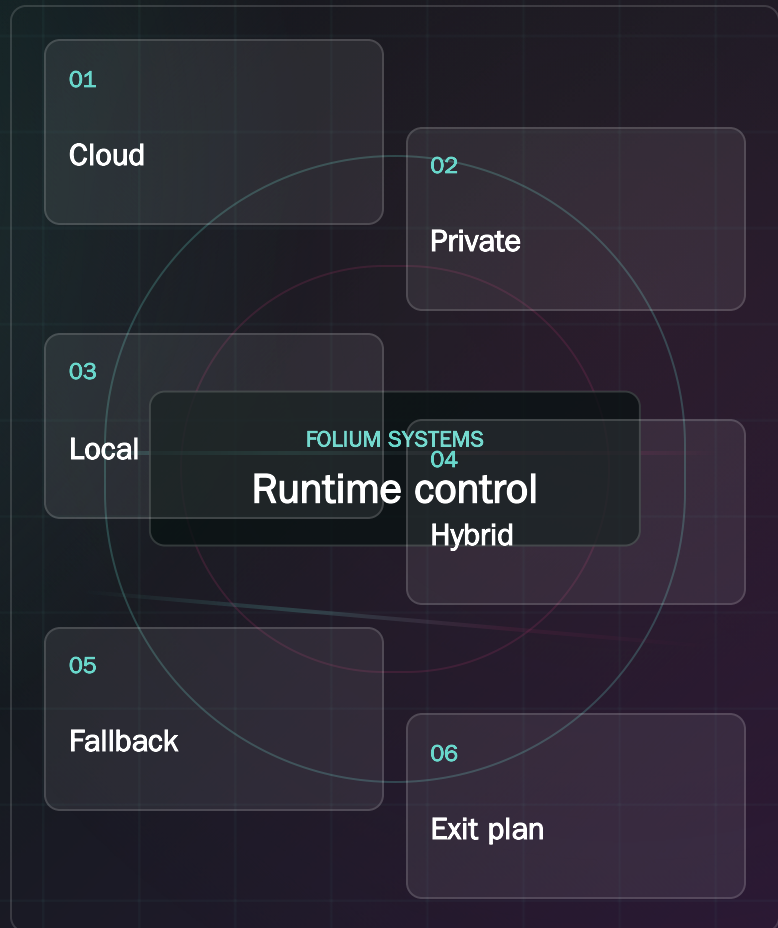 01
Cloud
02
Private
03
Local
FOLIUM SYSTEMS
Runtime control
04
Hybrid
05
Fallback
06
Exit plan